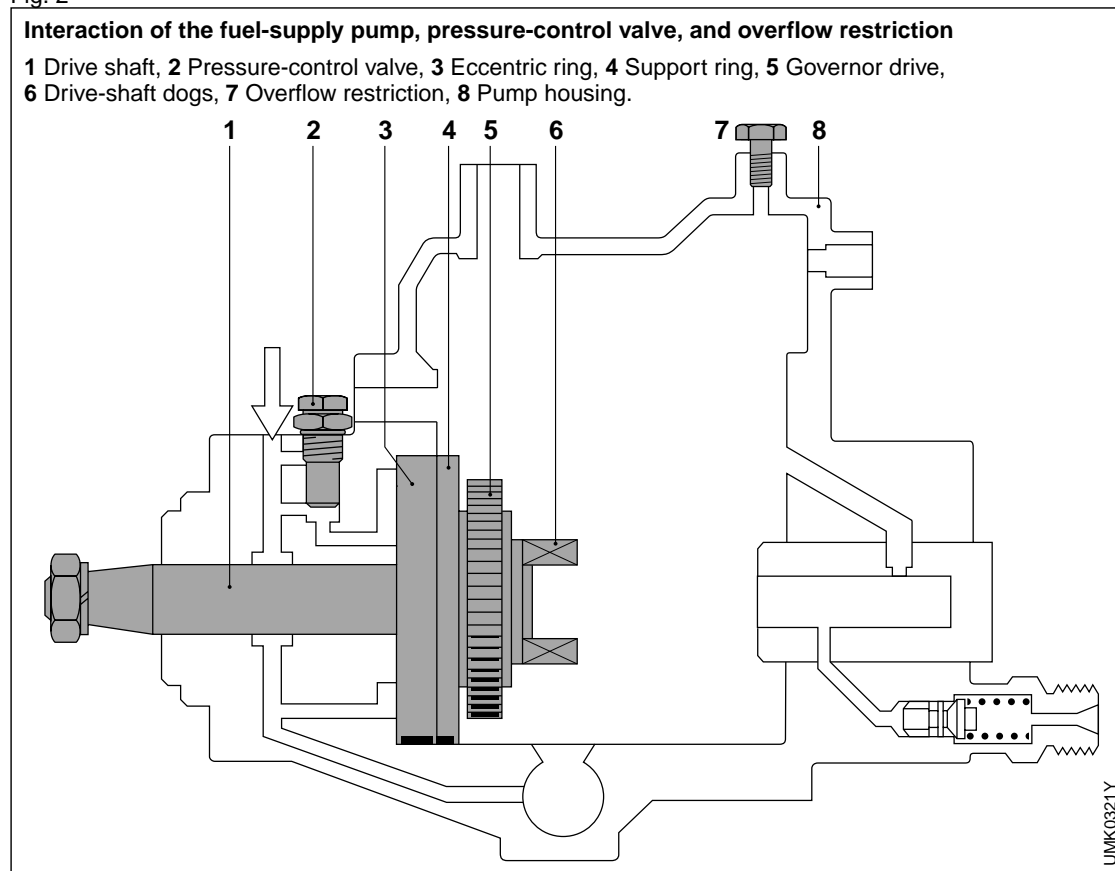 Fig. 2
Interaction of the fuel-supply pump, pressure-control valve, and overflow restriction
1 Drive shaft, 2 Pressure-control valve, 3 Eccentric ring, 4 Support ring, 5 Governor drive,
6 Drive-shaft dogs, 7 Overflow restriction, 8 Pump housing.
1 2 3 4 5 6 7 8
UMK0321Y